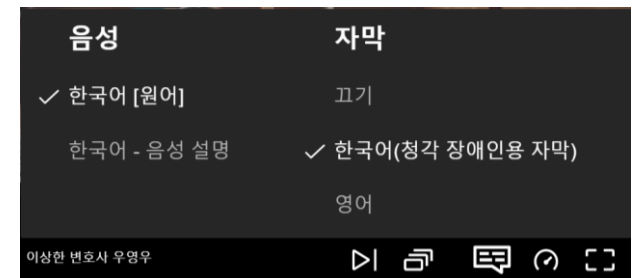 음성
한국어 [원어]
한국어 - 음성 설명
자막
끄기
한국어(청각 장애인용 자막)
영어
이상한 변호사 우영우